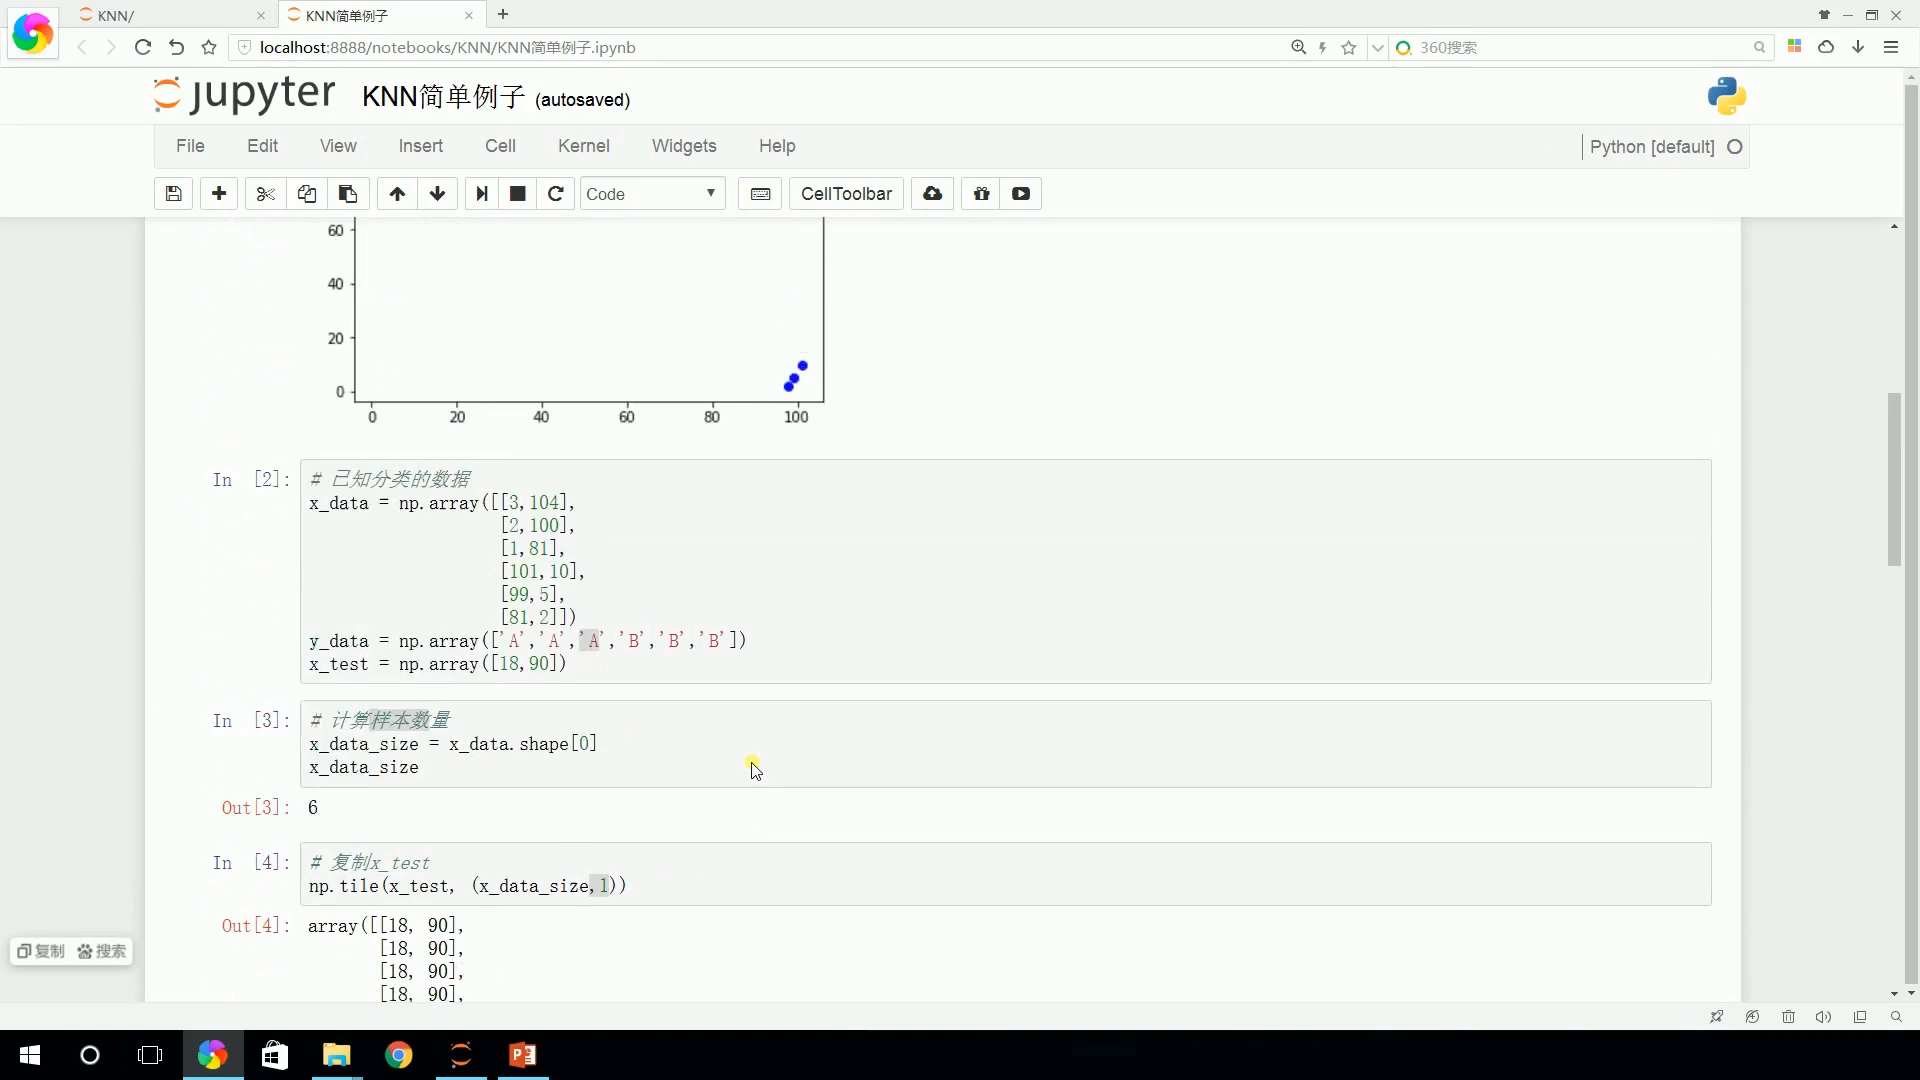 KNN/
KNN简单例子
localhost:8888/notebooks/KNN/KNN简单例子.ipynb
360搜索
jupyter KNN简单例子 (autosaved)
File Edit View Insert Cell Kernel Widgets Help
Python [default]
Code
CellToolbar
60
40
20
0
0 20 40 60 80 100
In [2]: # 已知分类的数据
x_data = np.array([[3,104],
[2,100],
[1,81],
[101,10],
[99,5],
[81,2]])
y_data = np.array(['A','A','A','B','B','B'])
x_test = np.array([18,90])
In [3]: # 计算样本数量
x_data_size = x_data.shape[0]
x_data_size
Out[3]: 6
In [4]: # 复制x_test
np.tile(x_test, (x_data_size,1))
Out[4]: array([[18, 90],
[18, 90],
[18, 90],
[18, 90],
复制 搜索